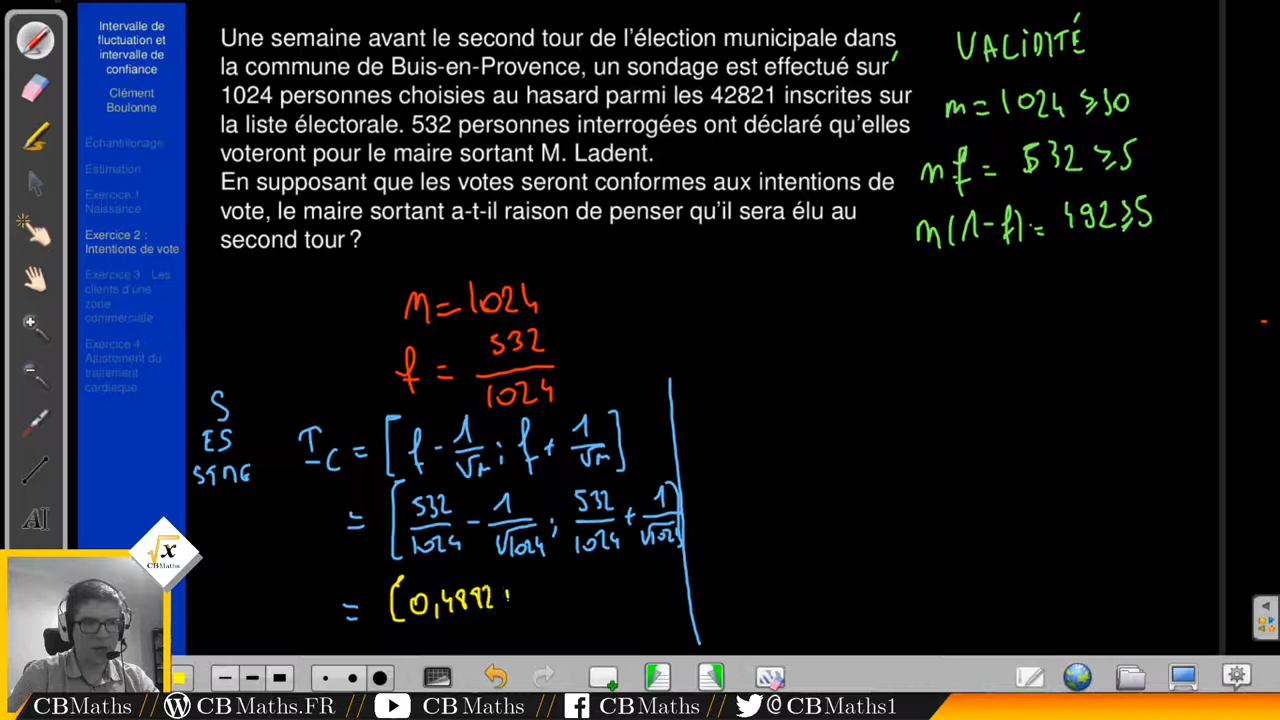 Intervalle de
fluctuation et
intervalle de
confiance
Clément
Boulonne
Échantillonnage
Estimation
Exercice 1
Naissance
Exercice 2 :
Intentions de vote
Exercice 3 : Les
clients d'une
zone
commerciale
Exercice 4 :
Ajustement du
traitement
cardiaque
Une semaine avant le second tour de l'élection municipale dans
la commune de Buis-en-Provence, un sondage est effectué sur
1024 personnes choisies au hasard parmi les 42821 inscrites sur
la liste électorale. 532 personnes interrogées ont déclaré qu'elles
voteront pour le maire sortant M. Ladent.
En supposant que les votes seront conformes aux intentions de
vote, le maire sortant a-t-il raison de penser qu'il sera élu au
second tour ?
VALIDITÉ
n = 1024 ≥ 30
nf = 532 ≥ 5
n(1-f) = 492 ≥ 5
n = 1024
f = 532/1024
S
ES
STMG
IC = [f - 1/√n ; f + 1/√n]
= [532/1024 - 1/√1024 ; 532/1024 + 1/√1024]
= [0,4882
√x
CBMaths
AI
CBMaths CBMaths.FR CBMaths CBMaths @CBMaths1